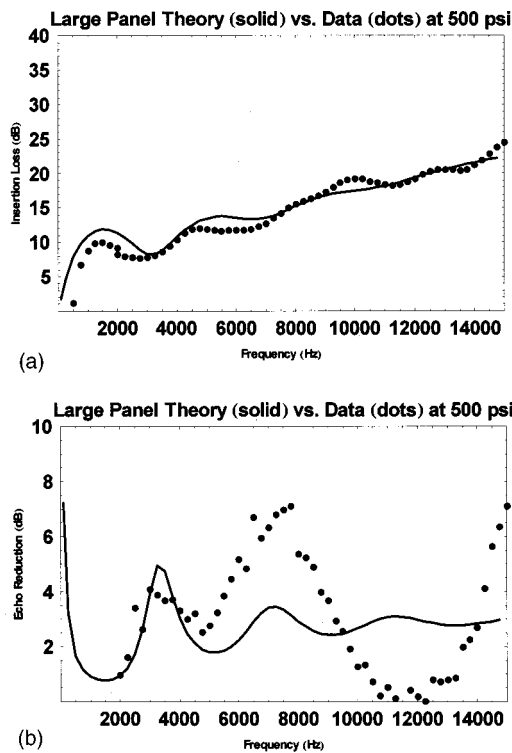 Large Panel Theory (solid) vs. Data (dots) at 500 psi
40
35
30
25
20
15
10
5
Insertion Loss (dB)
2000 4000 6000 8000 10000 12000 14000
Frequency (Hz)
(a)
Large Panel Theory (solid) vs. Data (dots) at 500 psi
10
8
6
4
2
Echo Reduction (dB)
2000 4000 6000 8000 10000 12000 14000
Frequency (Hz)
(b)